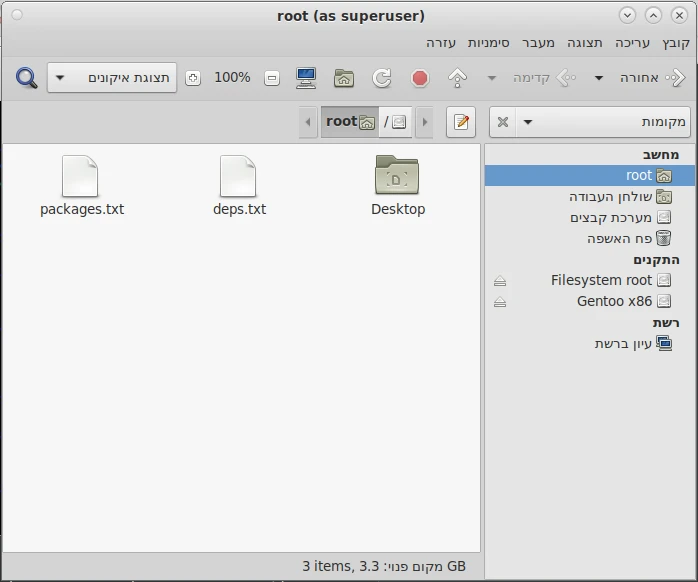 root (as superuser)
קובץ עריכה תצוגה מעבר סימניות עזרה
אחורה קדימה 100% תצוגת איקונים
מקומות
/ root
מחשב
root
שולחן העבודה
מערכת קבצים
פח האשפה
התקנים
Filesystem root
Gentoo x86
רשת
עיון ברשת
Desktop
deps.txt
packages.txt
3 items, 3.3 :מקום פנוי GB